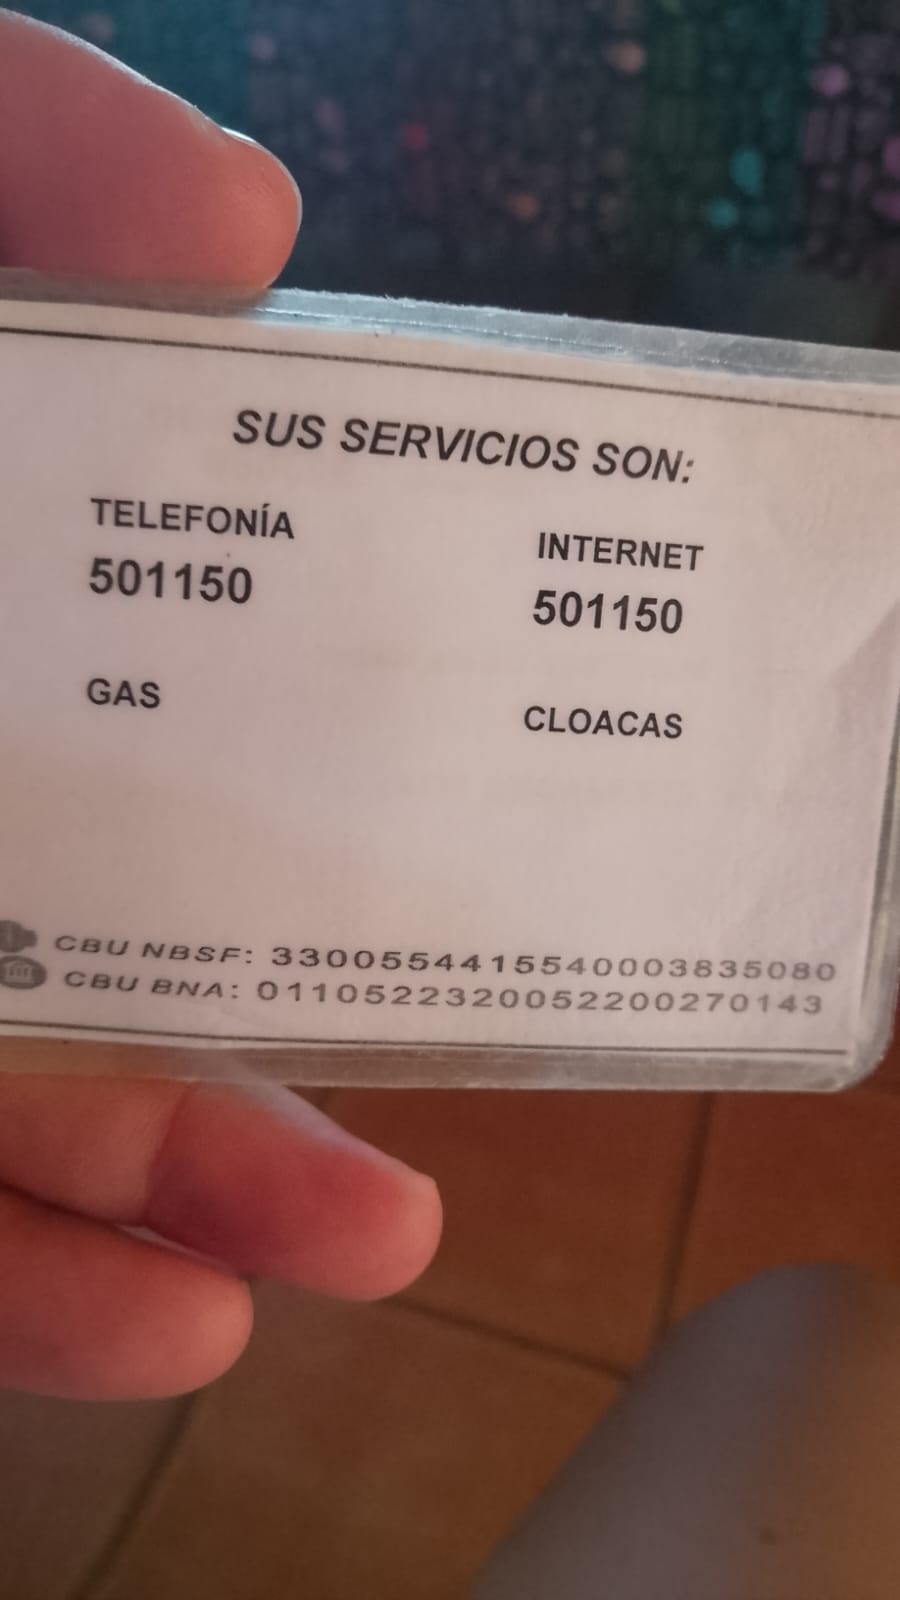 SUS SERVICIOS SON:
TELEFONÍA
501150
INTERNET
501150
GAS
CLOACAS
CBU NBSF: 3300554415540003835080
CBU BNA: 0110522320052200270143